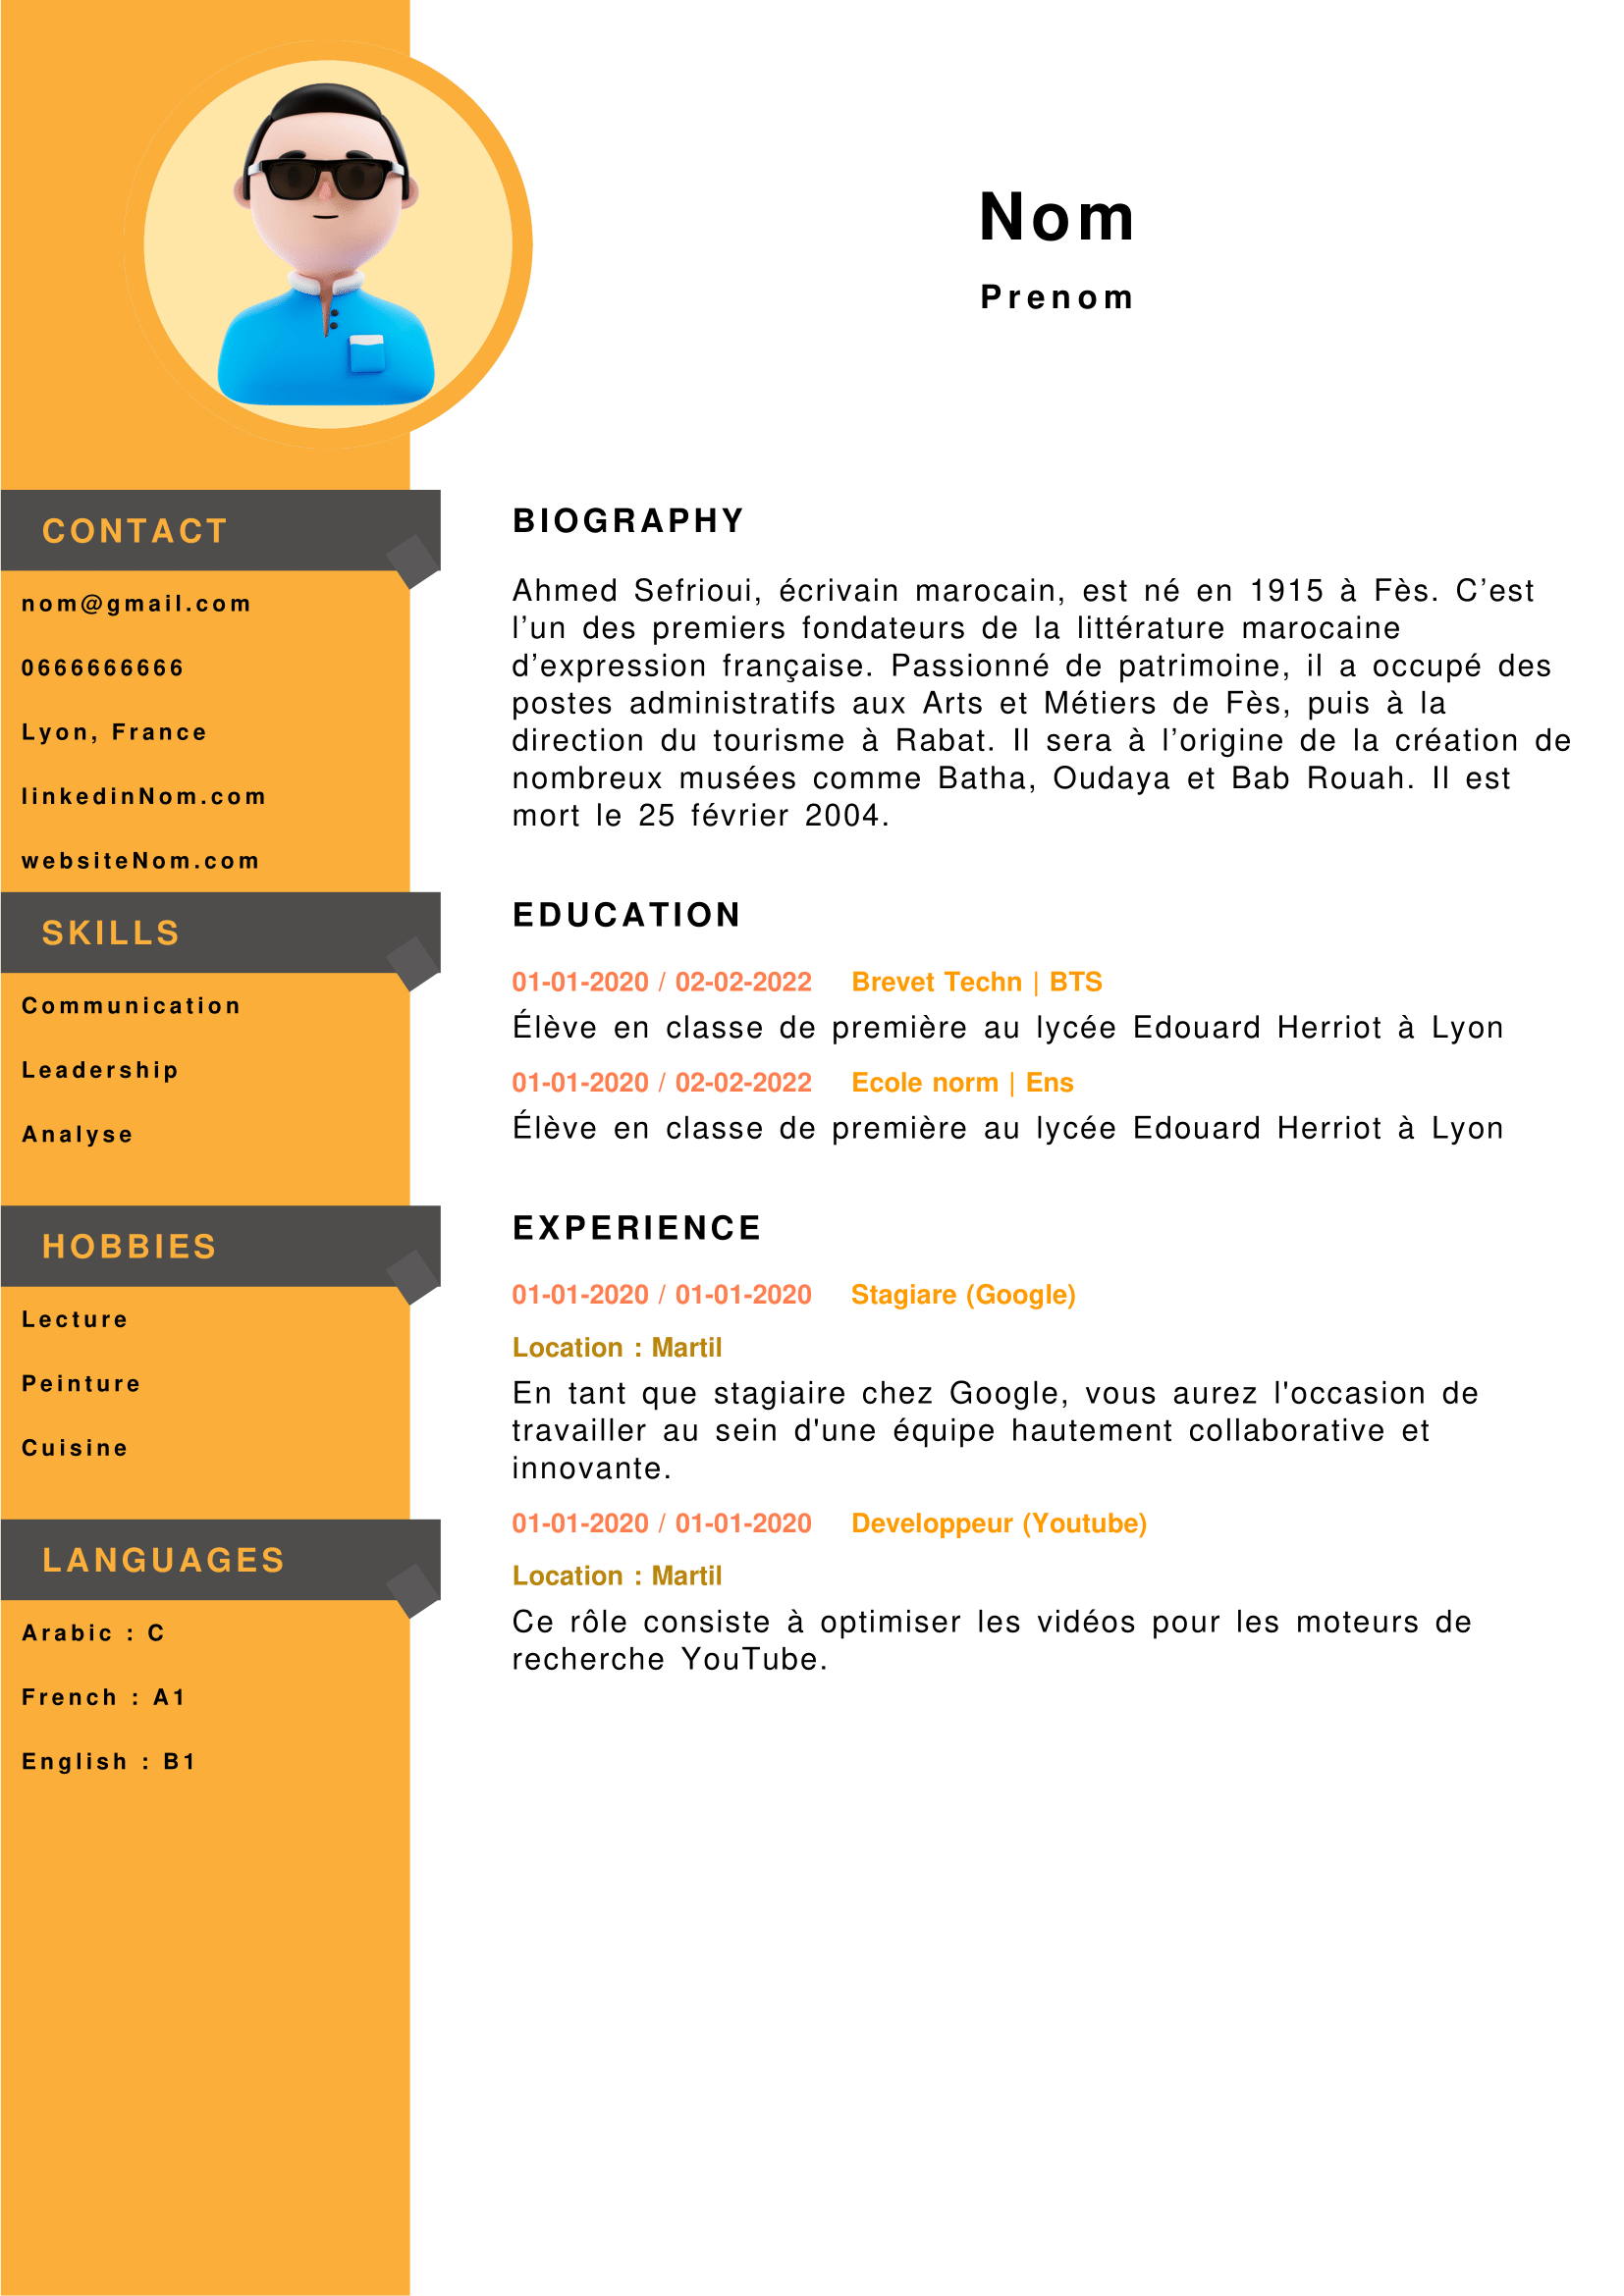 Nom
Prenom
CONTACT
nom@gmail.com
0666666666
Lyon, France
linkedinNom.com
websiteNom.com
SKILLS
Communication
Leadership
Analyse
HOBBIES
Lecture
Peinture
Cuisine
LANGUAGES
Arabic : C
French : A1
English : B1
BIOGRAPHY
Ahmed Sefrioui, écrivain marocain, est né en 1915 à Fès. C’est
l’un des premiers fondateurs de la littérature marocaine
d’expression française. Passionné de patrimoine, il a occupé des
postes administratifs aux Arts et Métiers de Fès, puis à la
direction du tourisme à Rabat. Il sera à l’origine de la création de
nombreux musées comme Batha, Oudaya et Bab Rouah. Il est
mort le 25 février 2004.
EDUCATION
01-01-2020 / 02-02-2022 Brevet Techn | BTS
Élève en classe de première au lycée Edouard Herriot à Lyon
01-01-2020 / 02-02-2022 Ecole norm | Ens
Élève en classe de première au lycée Edouard Herriot à Lyon
EXPERIENCE
01-01-2020 / 01-01-2020 Stagiare (Google)
Location : Martil
En tant que stagiaire chez Google, vous aurez l'occasion de
travailler au sein d'une équipe hautement collaborative et
innovante.
01-01-2020 / 01-01-2020 Developpeur (Youtube)
Location : Martil
Ce rôle consiste à optimiser les vidéos pour les moteurs de
recherche YouTube.